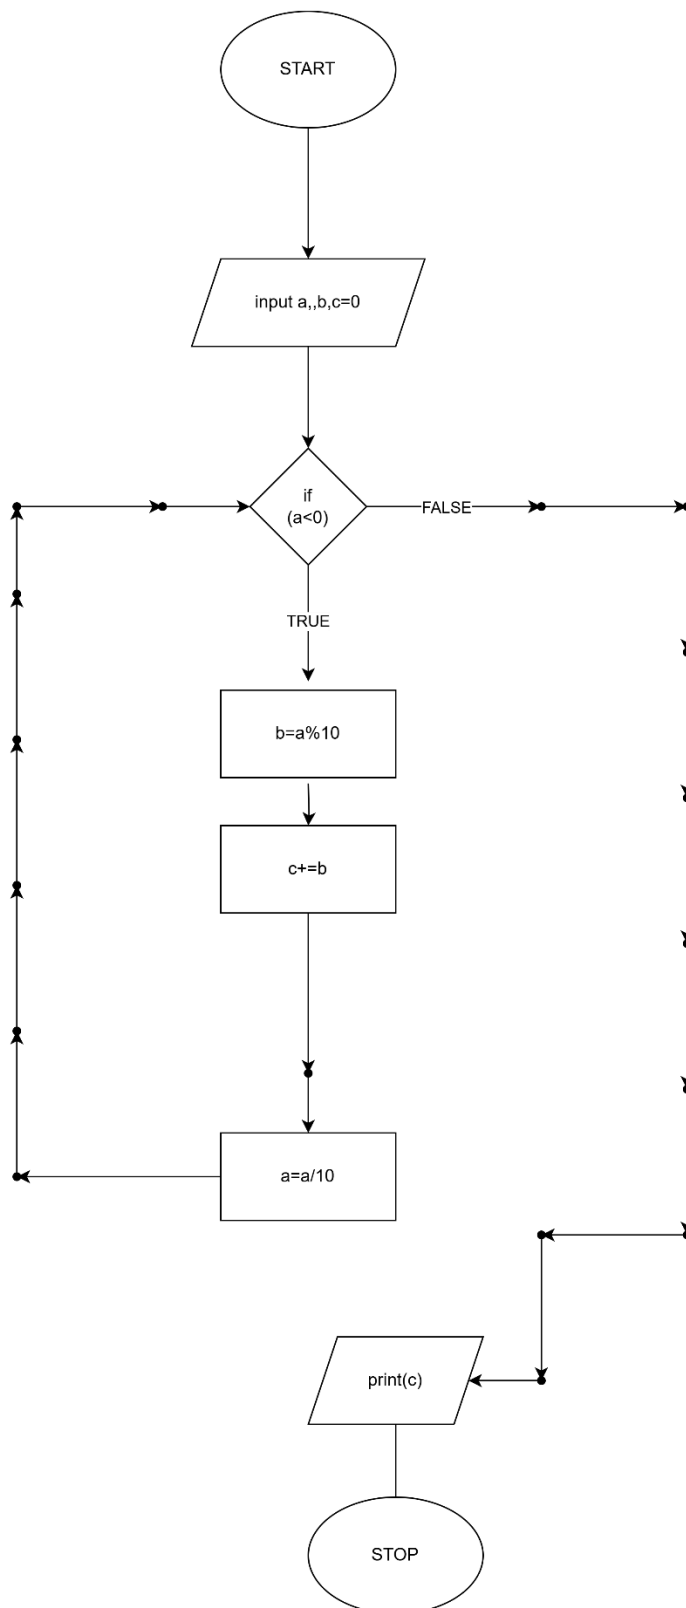 START
input a,,b,c=0
if
(a<0)
FALSE
TRUE
b=a%10
c+=b
a=a/10
print(c)
STOP